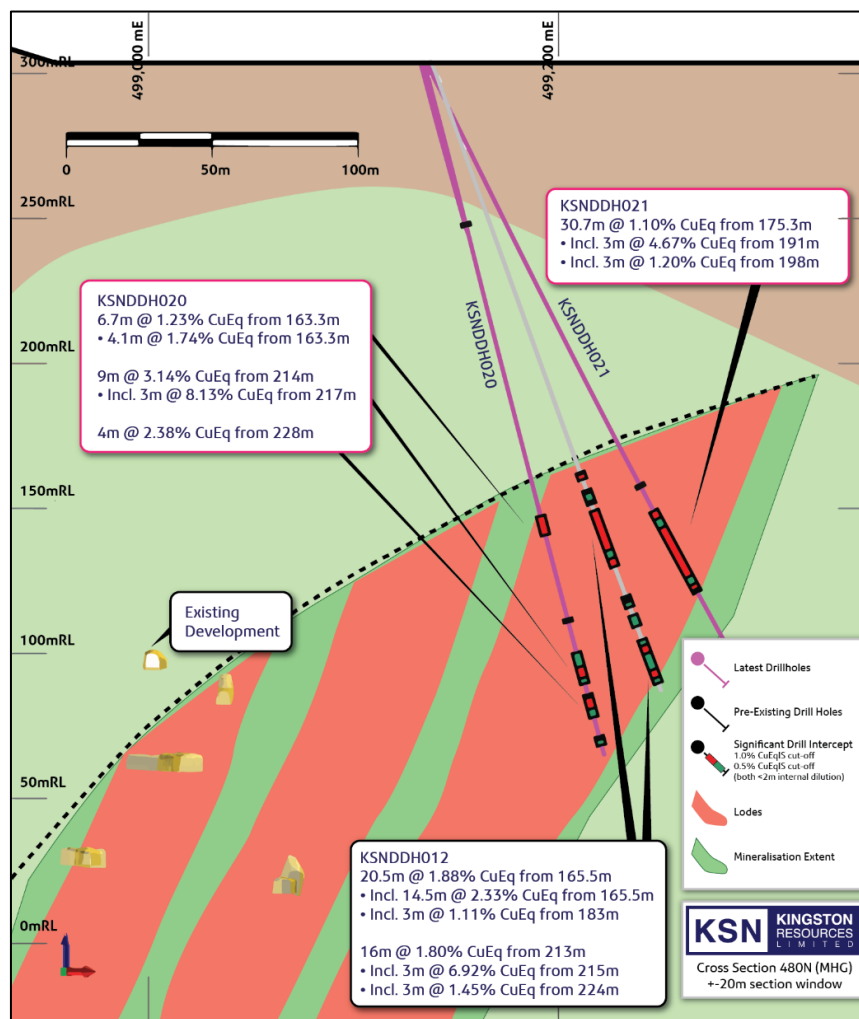 499,000 mE
499,200 mE
300mRL
0
50m
100m
250mRL
KSNDDH021
30.7m @ 1.10% CuEq from 175.3m
• Incl. 3m @ 4.67% CuEq from 191m
• Incl. 3m @ 1.20% CuEq from 198m
KSNDDH020
6.7m @ 1.23% CuEq from 163.3m
• 4.1m @ 1.74% CuEq from 163.3m
9m @ 3.14% CuEq from 214m
• Incl. 3m @ 8.13% CuEq from 217m
4m @ 2.38% CuEq from 228m
KSNDDH020
KSNDDH021
200mRL
150mRL
Existing
Development
100mRL
50mRL
0mRL
Latest Drillholes
Pre-Existing Drill Holes
Significant Drill Intercept
1.0% CuEqIS cut-off
0.5% CuEqIS cut-off
(both <2m internal dilution)
Lodes
Mineralisation Extent
KSNDDH012
20.5m @ 1.88% CuEq from 165.5m
• Incl. 14.5m @ 2.33% CuEq from 165.5m
• Incl. 3m @ 1.11% CuEq from 183m
16m @ 1.80% CuEq from 213m
• Incl. 3m @ 6.92% CuEq from 215m
• Incl. 3m @ 1.45% CuEq from 224m
KSN
KINGSTON
RESOURCES
LIMITED
Cross Section 480N (MHG)
+-20m section window